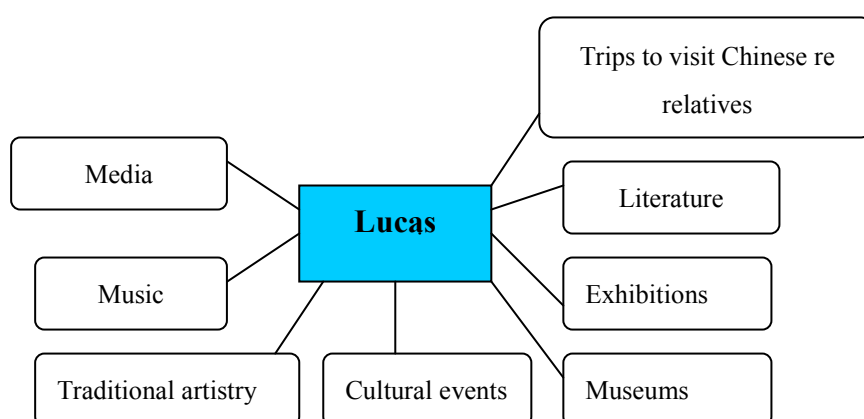 Trips to visit Chinese re
relatives
Media
Lucas
Literature
Music
Exhibitions
Traditional artistry
Cultural events
Museums